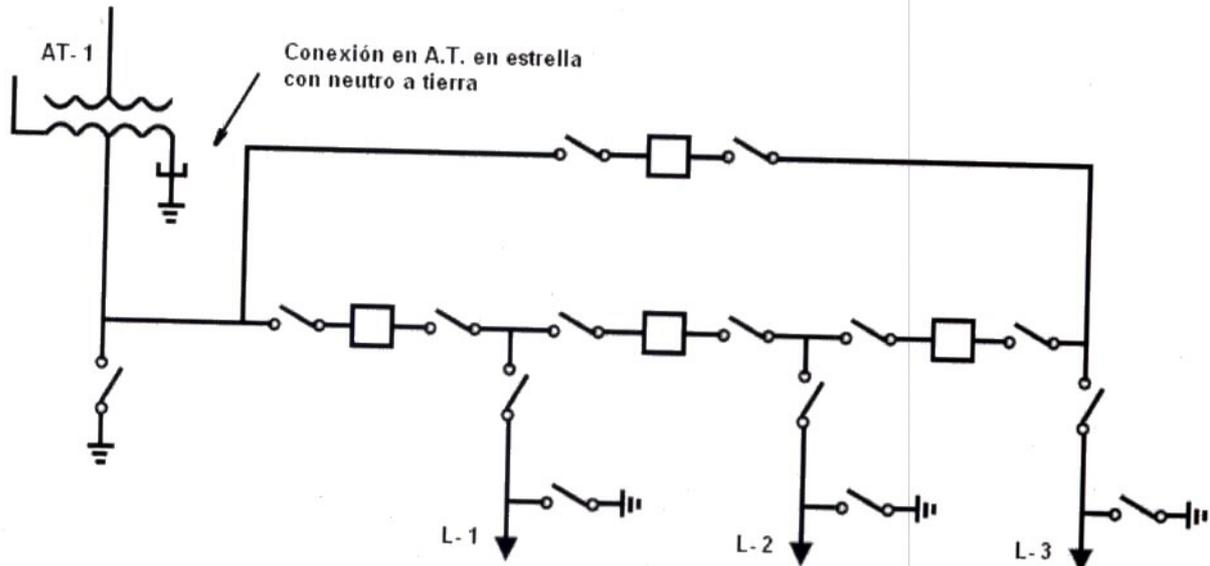 AT- 1
Conexión en A.T. en estrella
con neutro a tierra
L- 1
L- 2
L- 3